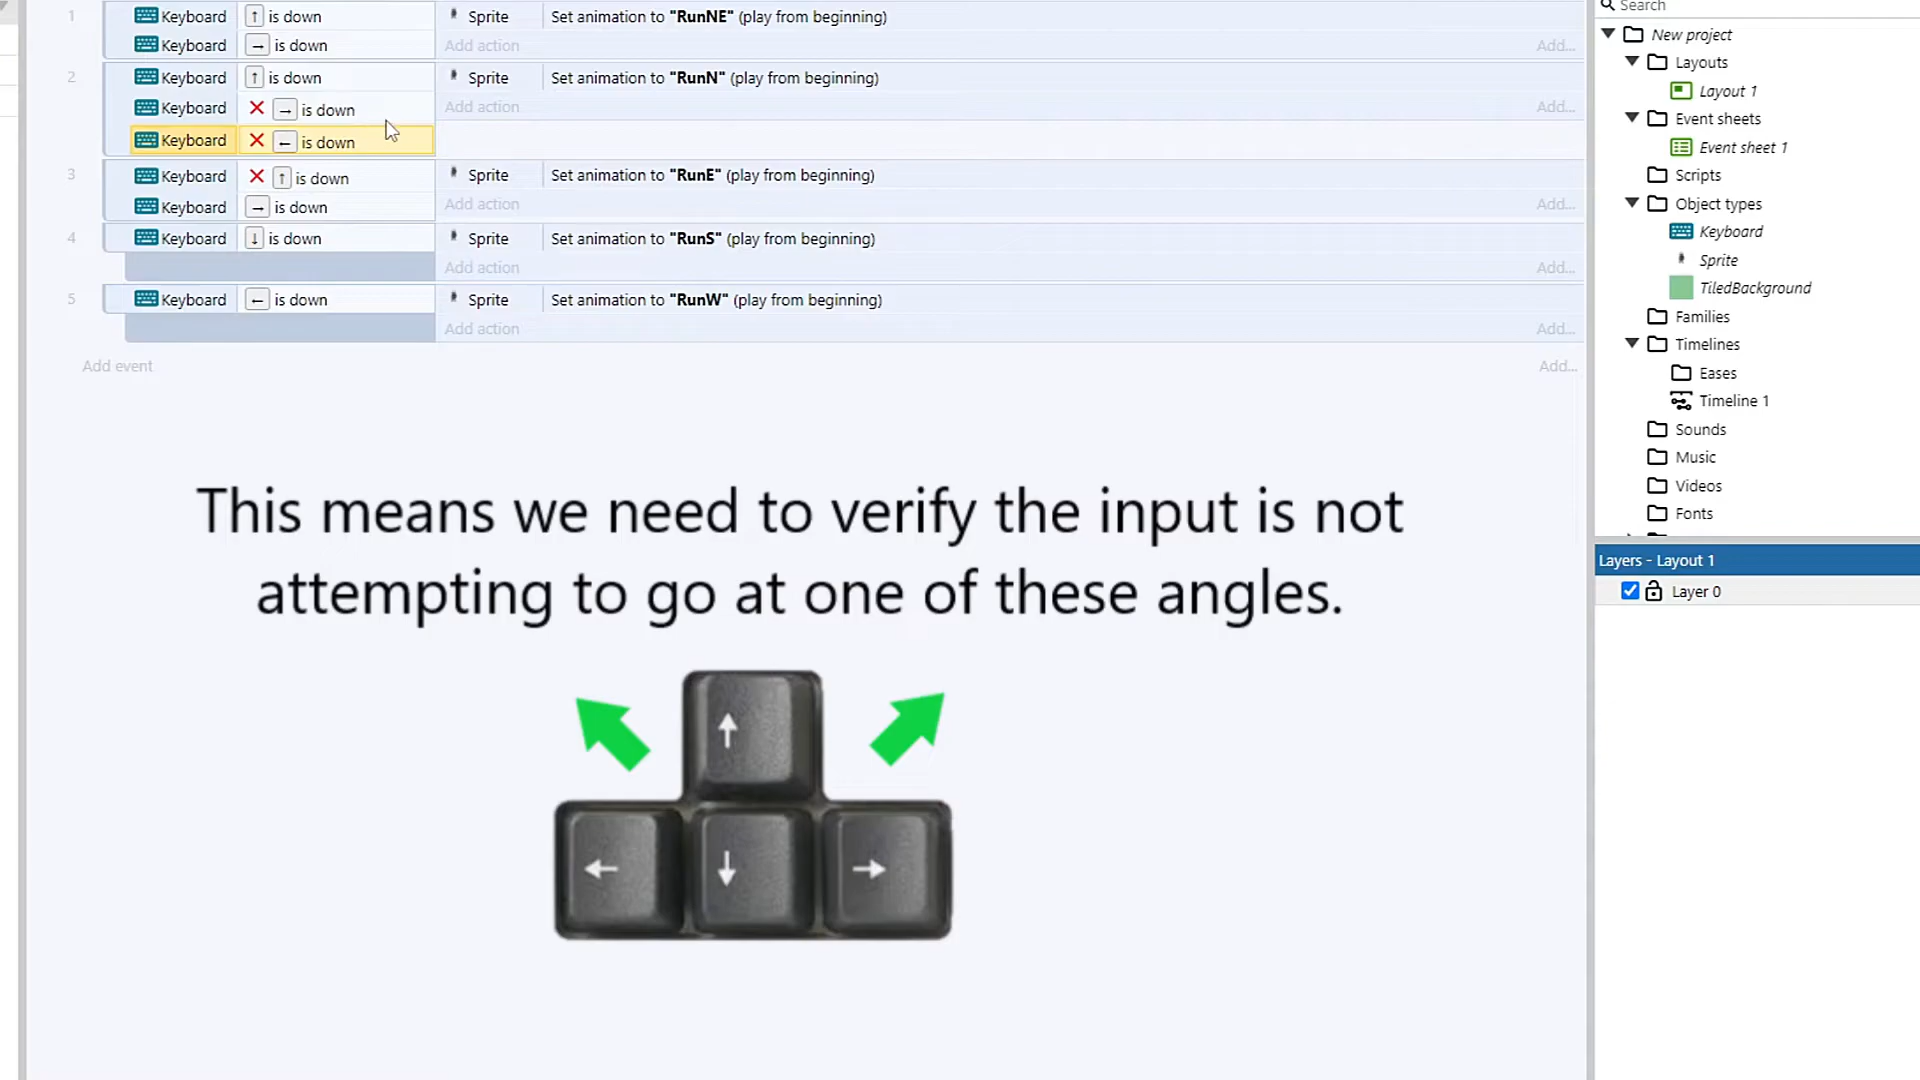 1 Keyboard ↑ is down Sprite Set animation to "RunNE" (play from beginning)
Keyboard → is down Add action Add...
2 Keyboard ↑ is down Sprite Set animation to "RunN" (play from beginning)
Keyboard → is down Add action Add...
Keyboard ← is down
3 Keyboard ↑ is down Sprite Set animation to "RunE" (play from beginning)
Keyboard → is down Add action Add...
4 Keyboard ↓ is down Sprite Set animation to "RunS" (play from beginning)
Add action Add...
5 Keyboard ← is down Sprite Set animation to "RunW" (play from beginning)
Add action Add...
Add event Add...
This means we need to verify the input is not
attempting to go at one of these angles.
Search
New project
Layouts
Layout 1
Event sheets
Event sheet 1
Scripts
Object types
Keyboard
Sprite
TiledBackground
Families
Timelines
Eases
Timeline 1
Sounds
Music
Videos
Fonts
Layers - Layout 1
Layer 0